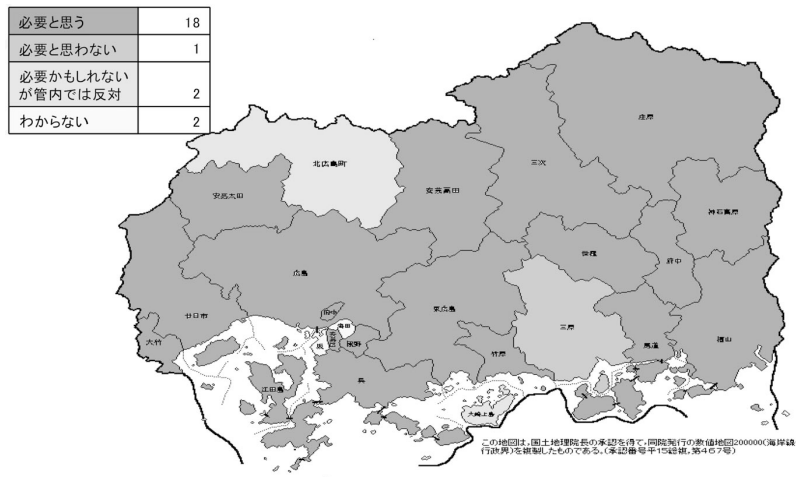 必要と思う 18
必要と思わない 1
必要かもしれない
が管内では反対 2
わからない 2
庄原
北広島町
三次
安芸太田
安芸高田
神石高原
世羅
府中
広島
廿日市
府中
海田
坂
熊野
東広島
三原
尾道
福山
大竹
竹原
江田島
呉
大崎上島
この地図は,国土地理院長の承認を得て,同院発行の数値地図200000(海岸線
行政界)を複製したものである。(承認番号平15総複,第467号)